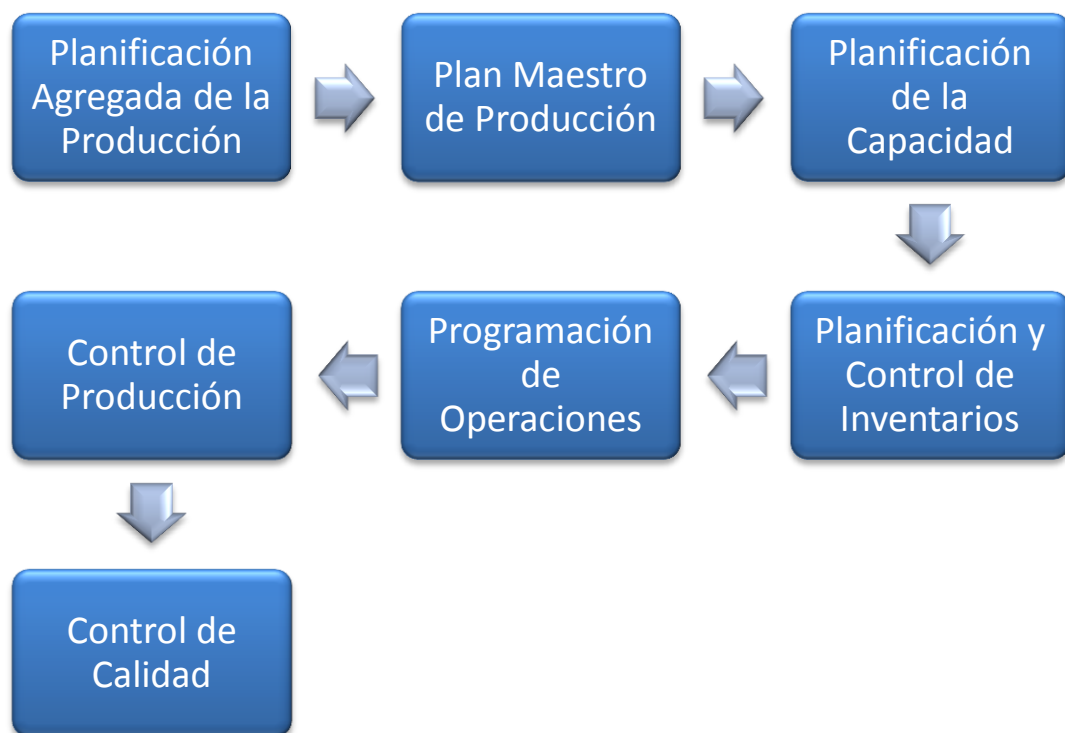 Planificación
Agregada de la
Producción
Plan Maestro
de Producción
Planificación
de la
Capacidad
Planificación y
Control de
Inventarios
Programación
de
Operaciones
Control de
Producción
Control de
Calidad